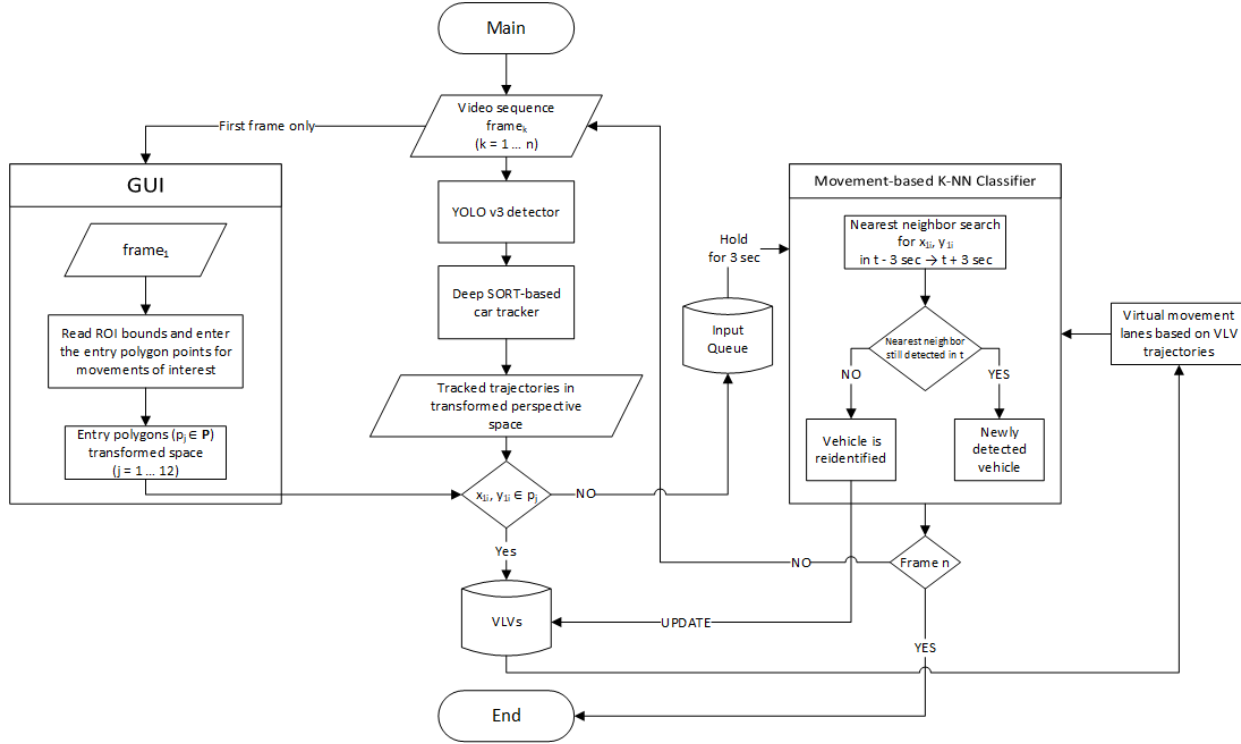 Main
Video sequence
frameₖ
(k = 1 ... n)
First frame only
GUI
frame₁
Read ROI bounds and enter
the entry polygon points for
movements of interest
Entry polygons (pⱼ ∈ P)
transformed space
(j = 1 ... 12)
YOLO v3 detector
Deep SORT-based
car tracker
Tracked trajectories in
transformed perspective
space
x₁ᵢ, y₁ᵢ ∈ pⱼ
NO
Yes
VLVs
End
Hold
for 3 sec
Input
Queue
Movement-based K-NN Classifier
Nearest neighbor search
for x₁ᵢ, y₁ᵢ
in t - 3 sec → t + 3 sec
Nearest neighbor
still detected in t
NO
YES
Vehicle is
reidentified
Newly
detected
vehicle
Virtual movement
lanes based on VLV
trajectories
Frame n
NO
UPDATE
YES